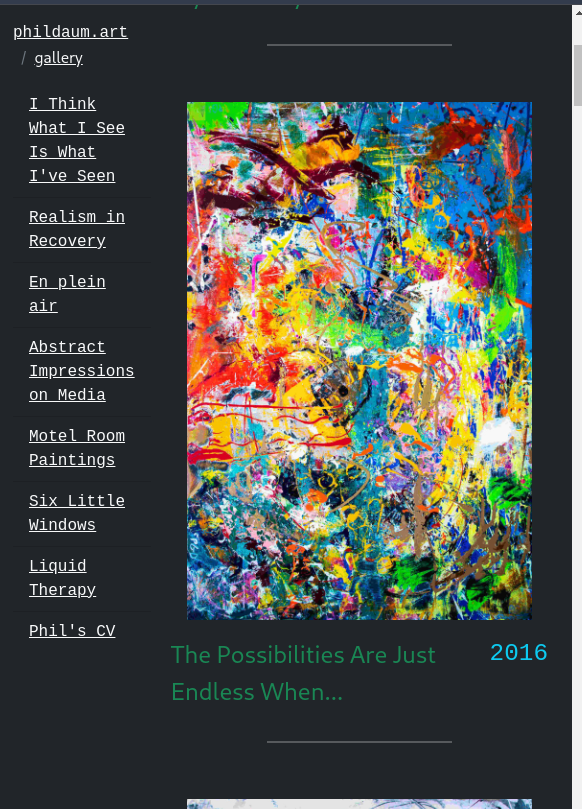 phildaum.art
/ gallery
I Think
What I See
Is What
I've Seen
Realism in
Recovery
En plein
air
Abstract
Impressions
on Media
Motel Room
Paintings
Six Little
Windows
Liquid
Therapy
Phil's CV
The Possibilities Are Just
Endless When...
2016